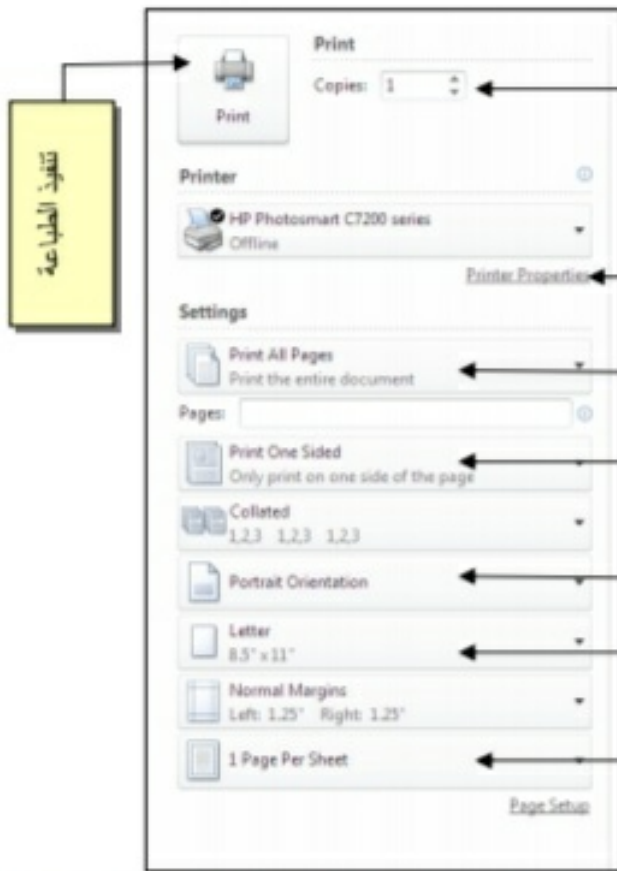 تنفيذ الطباعة
Print
Copies: 1
Print
Printer
HP Photosmart C7200 series
Offline
Printer Properties
Settings
Print All Pages
Print the entire document
Pages:
Print One Sided
Only print on one side of the page
Collated
1,2,3 1,2,3 1,2,3
Portrait Orientation
Letter
8.5" x 11"
Normal Margins
Left: 1.25" Right: 1.25"
1 Page Per Sheet
Page Setup